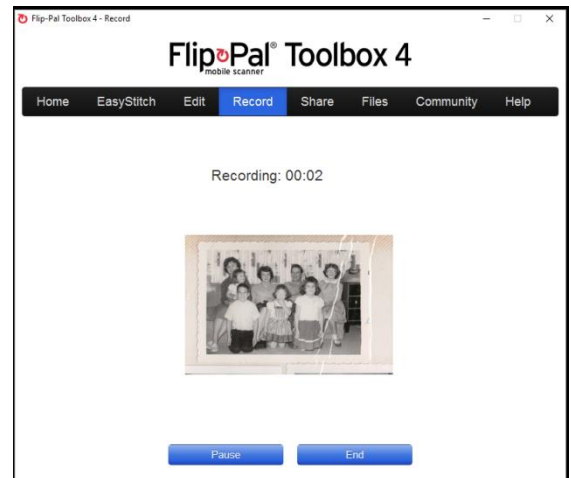 Flip-Pal Toolbox 4 - Record
Flip Pal® Toolbox 4
mobile scanner
Home EasyStitch Edit Record Share Files Community Help
Recording: 00:02
Pause End